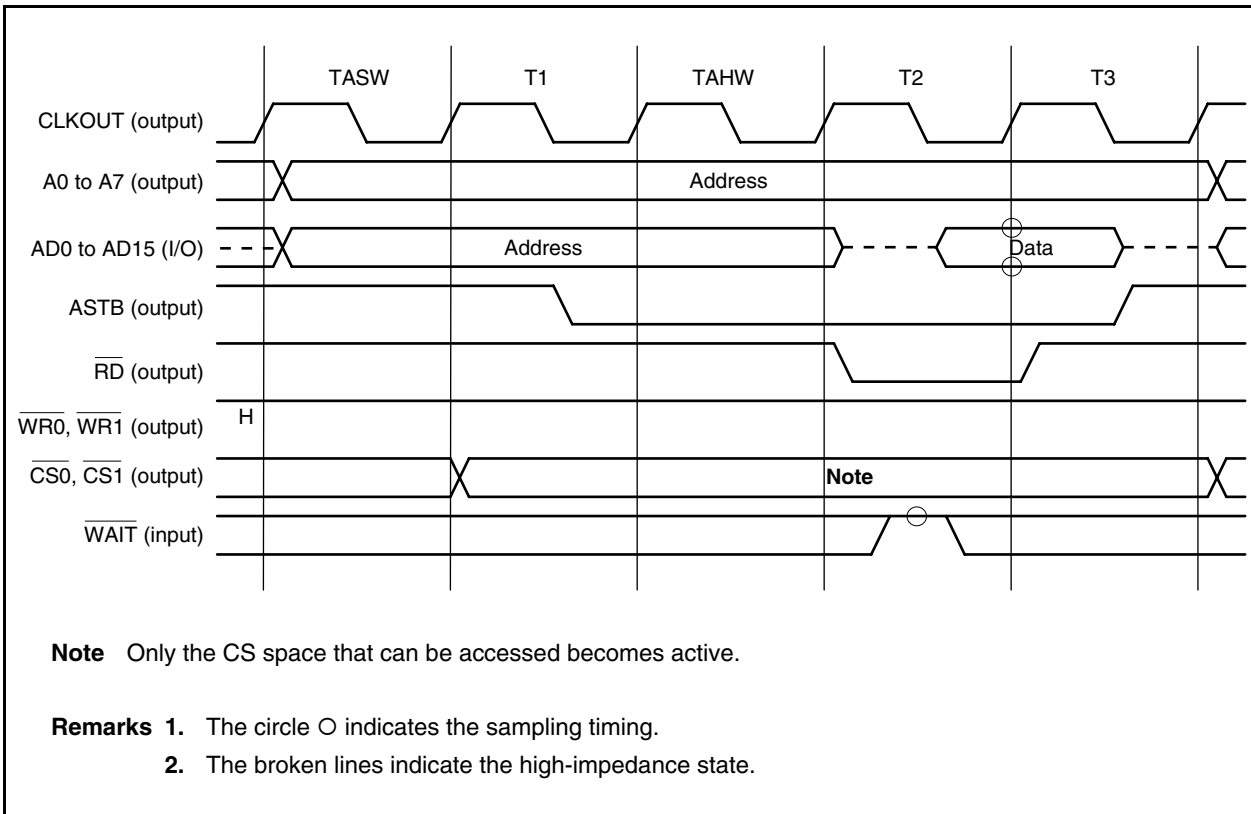 TASW T1 TAHW T2 T3
CLKOUT (output)
A0 to A7 (output) Address
AD0 to AD15 (I/O) Address Data
ASTB (output)
RD (output)
WR0, WR1 (output) H
CS0, CS1 (output) Note
WAIT (input)
Note Only the CS space that can be accessed becomes active.
Remarks 1. The circle ○ indicates the sampling timing.
2. The broken lines indicate the high-impedance state.